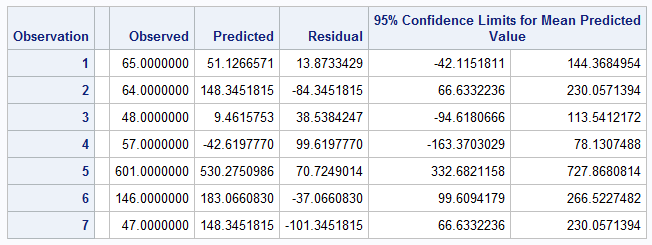 95% Confidence Limits for Mean Predicted
Observation Observed Predicted Residual Value
1 65.0000000 51.1266571 13.8733429 -42.1151811 144.3684954
2 64.0000000 148.3451815 -84.3451815 66.6332236 230.0571394
3 48.0000000 9.4615753 38.5384247 -94.6180666 113.5412172
4 57.0000000 -42.6197770 99.6197770 -163.3703029 78.1307488
5 601.0000000 530.2750986 70.7249014 332.6821158 727.8680814
6 146.0000000 183.0660830 -37.0660830 99.6094179 266.5227482
7 47.0000000 148.3451815 -101.3451815 66.6332236 230.0571394